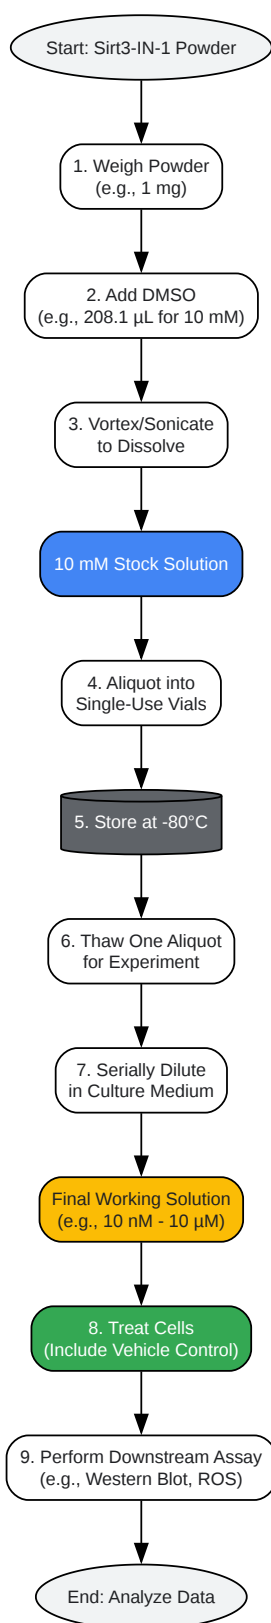 Start: Sirt3-IN-1 Powder
1. Weigh Powder
(e.g., 1 mg)
2. Add DMSO
(e.g., 208.1 µL for 10 mM)
3. Vortex/Sonicate
to Dissolve
10 mM Stock Solution
4. Aliquot into
Single-Use Vials
5. Store at -80°C
6. Thaw One Aliquot
for Experiment
7. Serially Dilute
in Culture Medium
Final Working Solution
(e.g., 10 nM - 10 µM)
8. Treat Cells
(Include Vehicle Control)
9. Perform Downstream Assay
(e.g., Western Blot, ROS)
End: Analyze Data